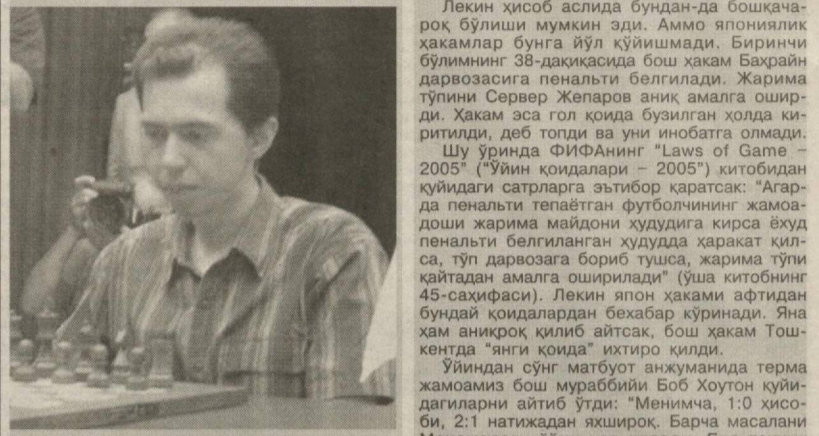 Лекин ҳисоб аслида бундан-да бошқача-
роқ бўлиши мумкин эди. Аммо япониялик
ҳакамлар бунга йўл қўйишмади. Биринчи
бўлимнинг 38-дақиқасида бош ҳакам Баҳрайн
дарвозасига пенальти белгилади. Жарима
тўпини Сервер Жепаров аниқ амалга ошир-
ди. Ҳакам эса гол қоида бузилган ҳолда ки-
ритилди, деб топди ва уни инобатга олмади.
Шу ўринда ФИФАнинг “Laws of Game –
2005” (“Ўйин қоидалари – 2005”) китобидан
қуйидаги сатрларга эътибор қаратсак: “Агар-
да пенальти тепаётган футболчининг жамоа-
доши жарима майдони ҳудудига кирса ёхуд
пенальти белгиланган ҳудудда ҳаракат қил-
са, тўп дарвозага бориб тушса, жарима тўпи
қайтадан амалга оширилади” (ўша китобнинг
45-саҳифаси). Лекин япон ҳаками афтидан
бундай қоидалардан бехабар кўринади. Яна
ҳам аниқроқ қилиб айтсак, бош ҳакам Тош-
кентда “янги қоида” ихтиро қилди.
Ўйиндан сўнг матбуот анжуманида терма
жамоамиз бош мураббийи Боб Хоутон қуйи-
дагиларни айтиб ўтди: “Менимча, 1:0 ҳисо-
би, 2:1 натижадан яхшироқ. Барча масалани